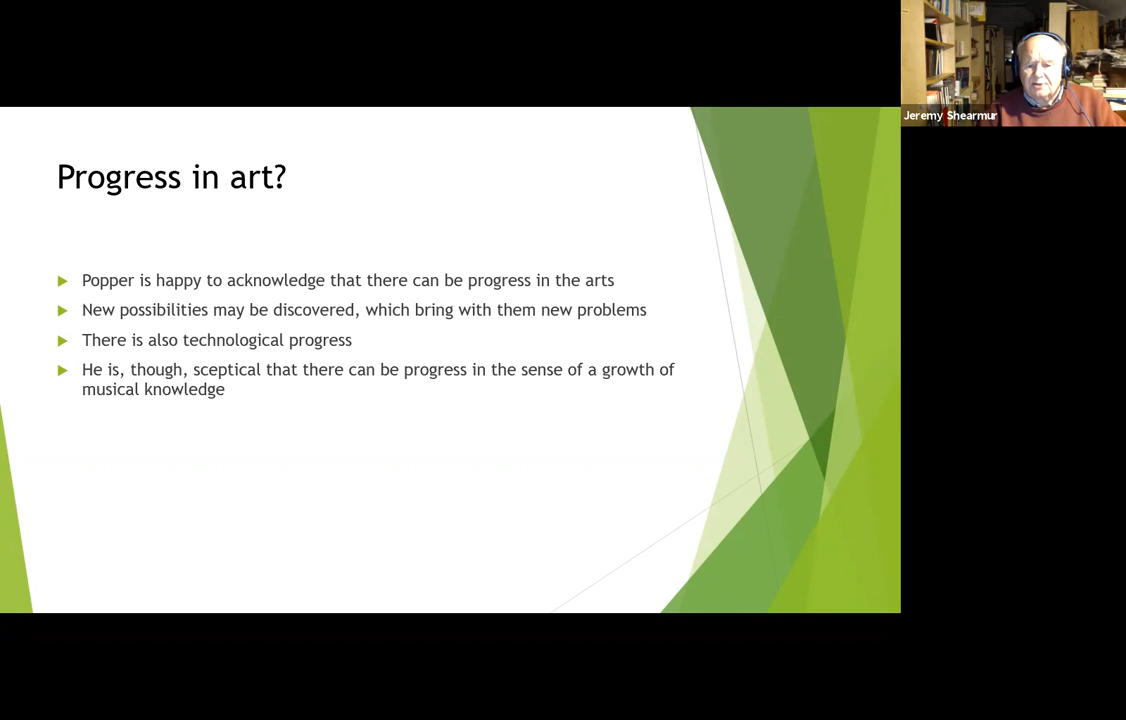 Jeremy Shearmur
Progress in art?
Popper is happy to acknowledge that there can be progress in the arts
New possibilities may be discovered, which bring with them new problems
There is also technological progress
He is, though, sceptical that there can be progress in the sense of a growth of
musical knowledge